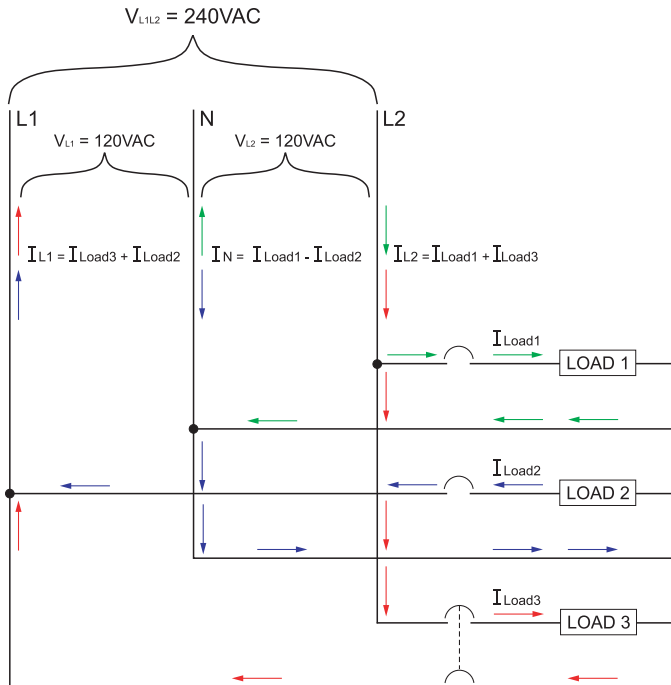 VL1L2 = 240VAC
L1
N
L2
VL1 = 120VAC
VL2 = 120VAC
IL1 = ILoad3 + ILoad2
IN = ILoad1 - ILoad2
IL2 = ILoad1 + ILoad3
ILoad1
LOAD 1
ILoad2
LOAD 2
ILoad3
LOAD 3